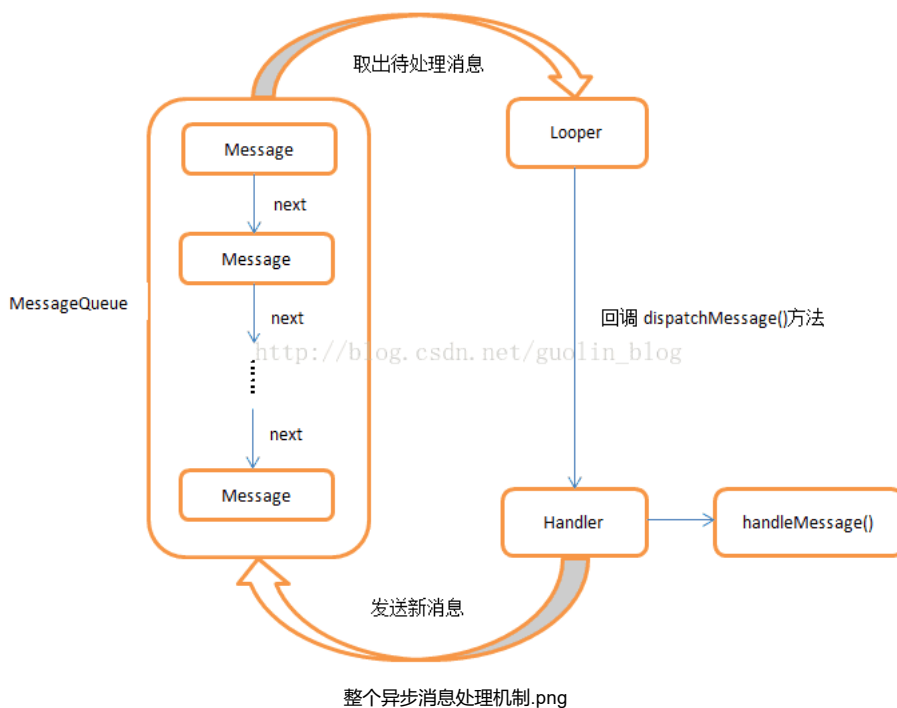 取出待处理消息
Message
Looper
next
Message
MessageQueue
next
回调 dispatchMessage()方法
http://blog.csdn.net/guolin_blog
next
Message
Handler
handleMessage()
发送新消息
整个异步消息处理机制.png